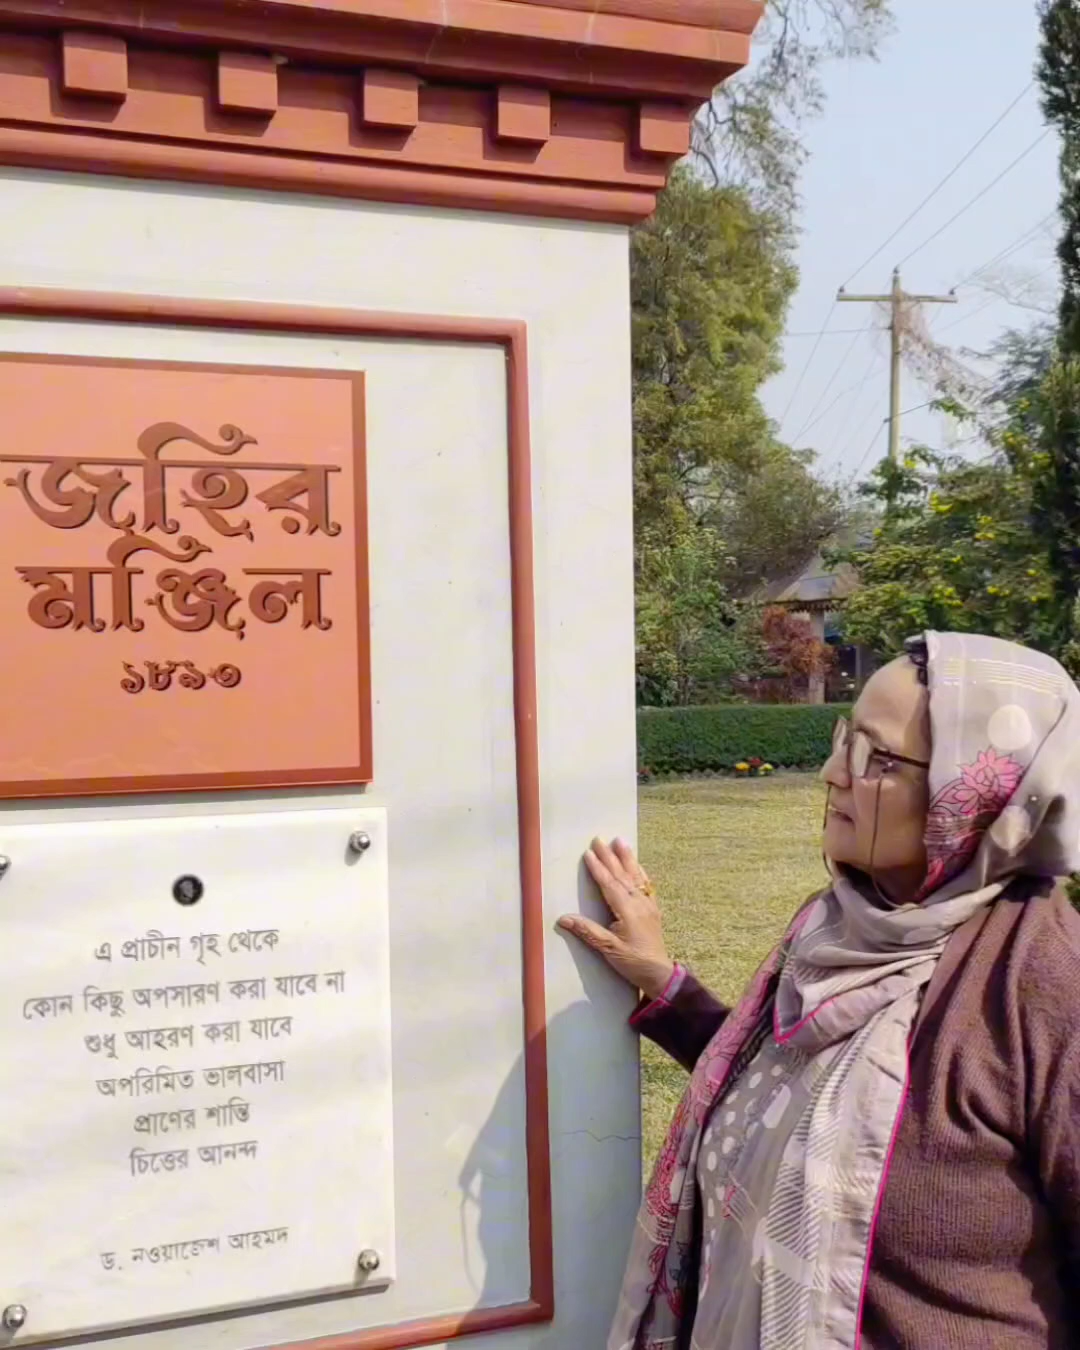 জহির
মঞ্জিল
১৮৯৩
এ প্রাচীন গৃহ থেকে
কোন কিছু অপসারণ করা যাবে না
শুধু আহরণ করা যাবে
অপরিমিত ভালবাসা
প্রাণের শান্তি
চিত্তের আনন্দ
ড. নওয়াজেশ আহমদ